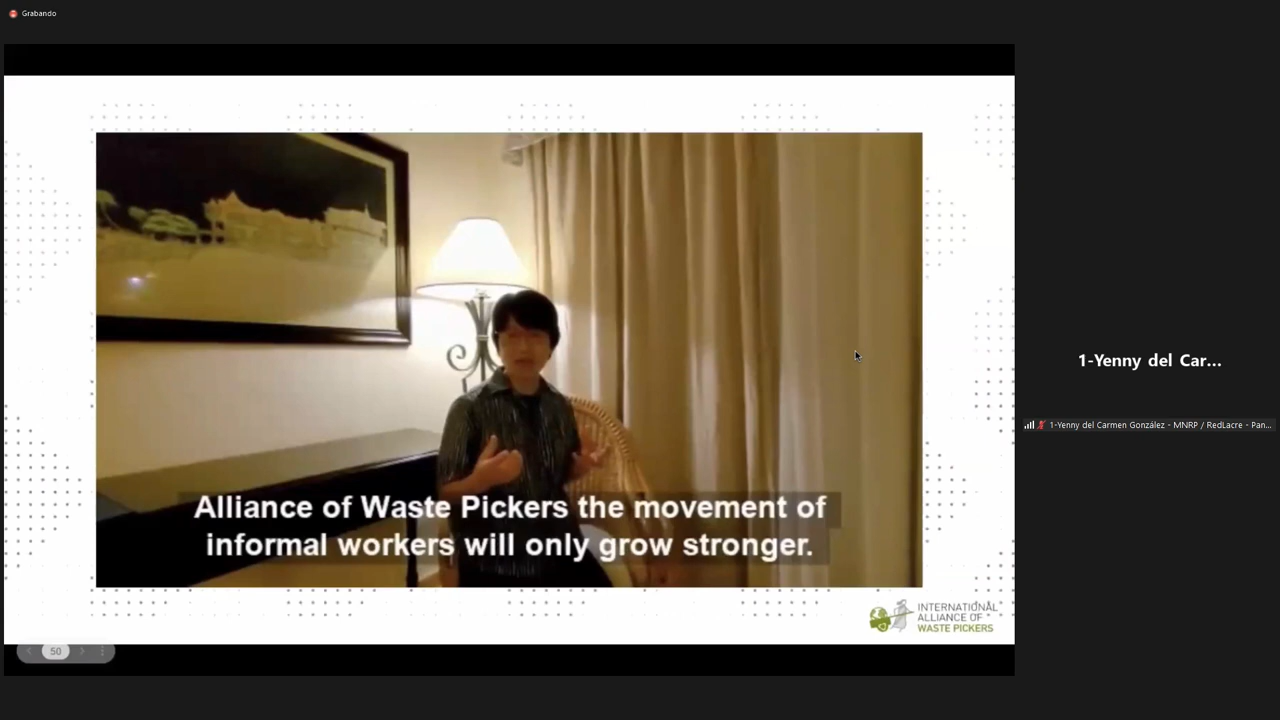 Grabando
Alliance of Waste Pickers the movement of
informal workers will only grow stronger.
INTERNATIONAL
ALLIANCE OF
WASTE PICKERS
50
1-Yenny del Car...
1-Yenny del Carmen González - MNRP / RedLacre - Pan...